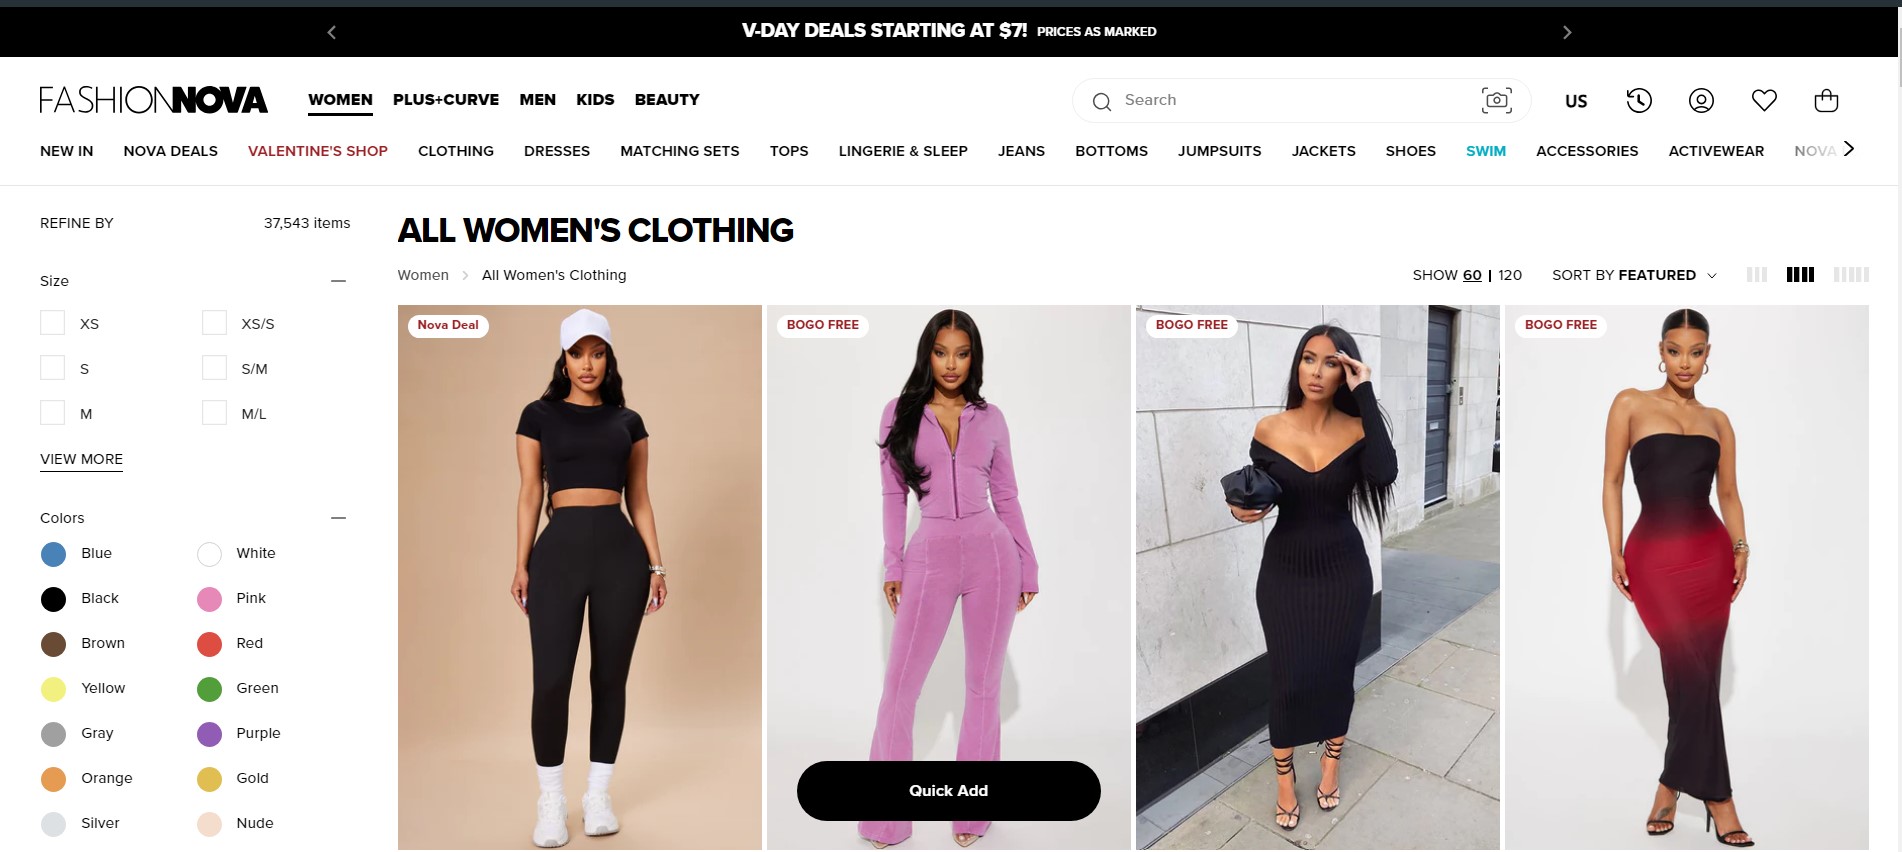 V-DAY DEALS STARTING AT $7! PRICES AS MARKED
FASHIONNOVA WOMEN PLUS+CURVE MEN KIDS BEAUTY Search US
NEW IN NOVA DEALS VALENTINE'S SHOP CLOTHING DRESSES MATCHING SETS TOPS LINGERIE & SLEEP JEANS BOTTOMS JUMPSUITS JACKETS SHOES SWIM ACCESSORIES ACTIVEWEAR NOVA
REFINE BY 37,543 items
ALL WOMEN'S CLOTHING
Women All Women's Clothing SHOW 60 | 120 SORT BY FEATURED
Size
XS XS/S
S S/M
M M/L
VIEW MORE
Colors
Blue White
Black Pink
Brown Red
Yellow Green
Gray Purple
Orange Gold
Silver Nude
Nova Deal BOGO FREE BOGO FREE BOGO FREE
Quick Add